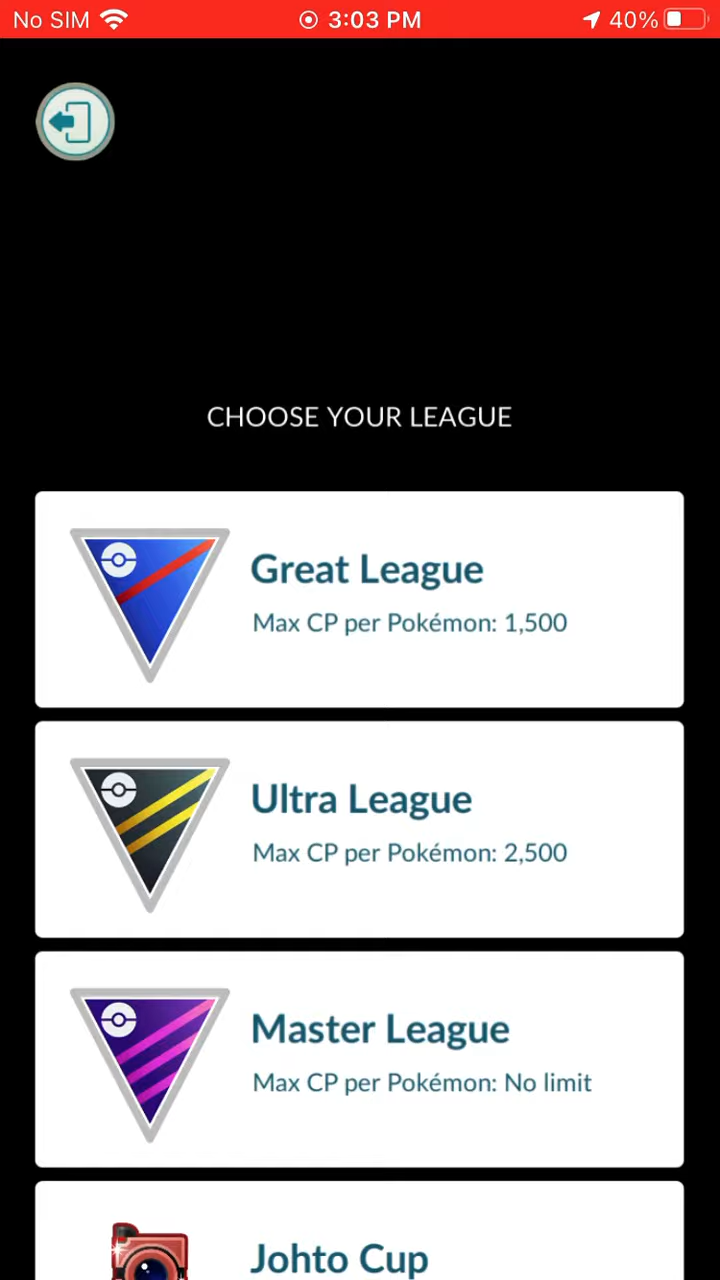 No SIM 3:03 PM 40%
CHOOSE YOUR LEAGUE
Great League
Max CP per Pokémon: 1,500
Ultra League
Max CP per Pokémon: 2,500
Master League
Max CP per Pokémon: No limit
Johto Cup